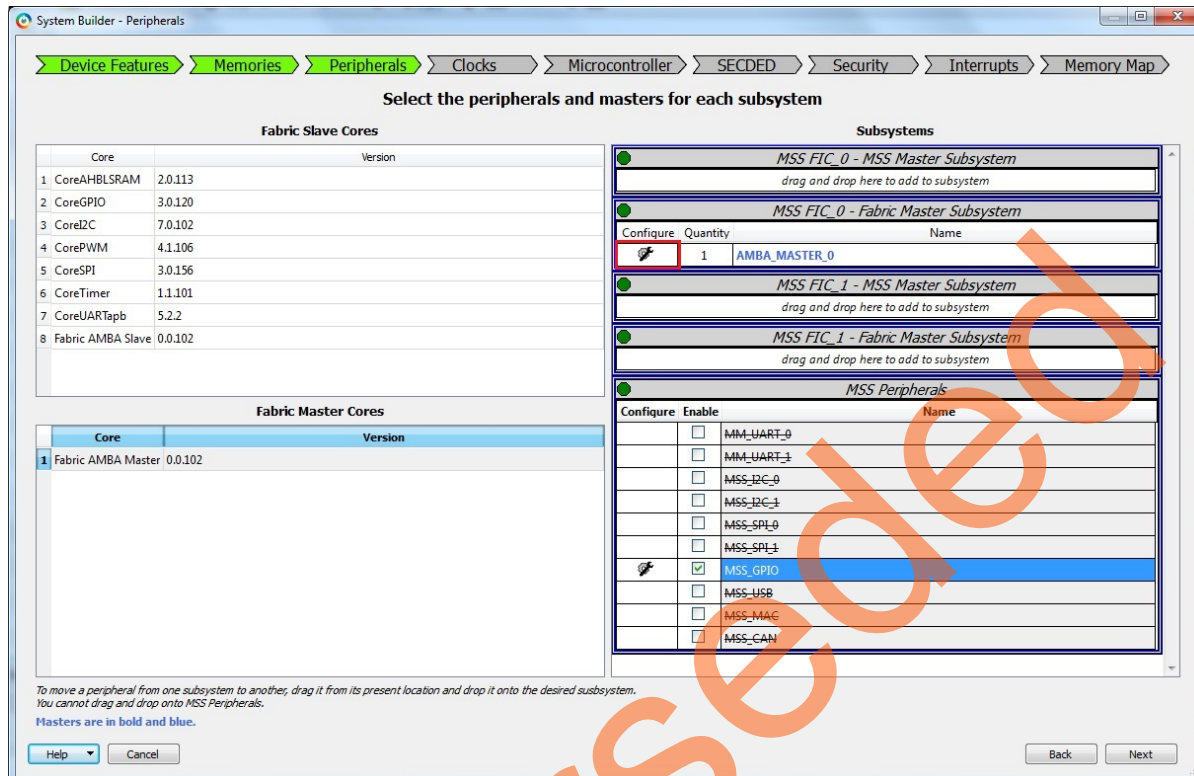 System Builder - Peripherals
Device Features Memories Peripherals Clocks Microcontroller SECDED Security Interrupts Memory Map
Select the peripherals and masters for each subsystem
Fabric Slave Cores
Core Version
1 CoreAHBLSRAM 2.0.113
2 CoreGPIO 3.0.120
3 CoreI2C 7.0.102
4 CorePWM 4.1.106
5 CoreSPI 3.0.156
6 CoreTimer 1.1.101
7 CoreUARTapb 5.2.2
8 Fabric AMBA Slave 0.0.102
Fabric Master Cores
Core Version
1 Fabric AMBA Master 0.0.102
Subsystems
MSS FIC_0 - MSS Master Subsystem
drag and drop here to add to subsystem
MSS FIC_0 - Fabric Master Subsystem
Configure Quantity Name
1 AMBA_MASTER_0
MSS FIC_1 - MSS Master Subsystem
drag and drop here to add to subsystem
MSS FIC_1 - Fabric Master Subsystem
drag and drop here to add to subsystem
MSS Peripherals
Configure Enable Name
MM_UART_0
MM_UART_1
MSS_I2C_0
MSS_I2C_1
MSS_SPI_0
MSS_SPI_1
MSS_GPIO
MSS_USB
MSS_MAC
MSS_CAN
To move a peripheral from one subsystem to another, drag it from its present location and drop it onto the desired susbsystem.
You cannot drag and drop onto MSS Peripherals.
Masters are in bold and blue.
Help Cancel Back Next
seded